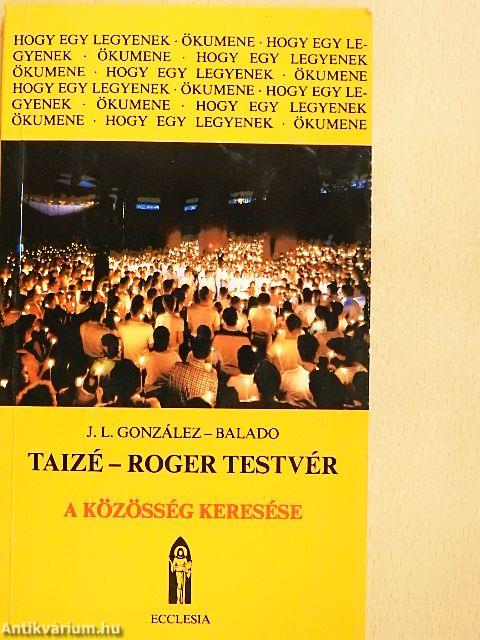 HOGY EGY LEGYENEK · ÖKUMENE · HOGY EGY LE-
GYENEK · ÖKUMENE · HOGY EGY LEGYENEK
ÖKUMENE · HOGY EGY LEGYENEK · ÖKUMENE
HOGY EGY LEGYENEK · ÖKUMENE · HOGY EGY LE-
GYENEK · ÖKUMENE · HOGY EGY LEGYENEK
ÖKUMENE · HOGY EGY LEGYENEK · ÖKUMENE
J. L. GONZÁLEZ – BALADO
TAIZÉ – ROGER TESTVÉR
A KÖZÖSSÉG KERESÉSE
ECCLESIA
Antikvárium.hu